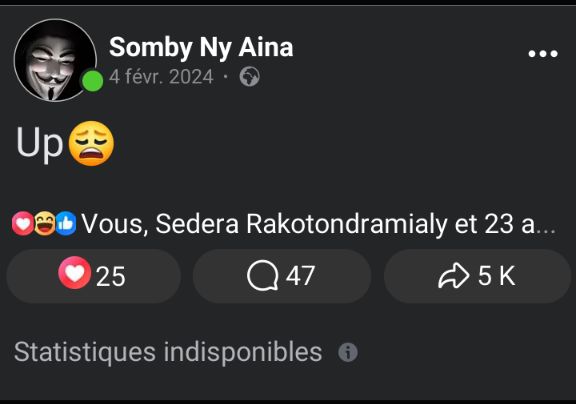 Somby Ny Aina
4 févr. 2024 ·
Up😩
Vous, Sedera Rakotondramialy et 23 a...
25 47 5 K
Statistiques indisponibles